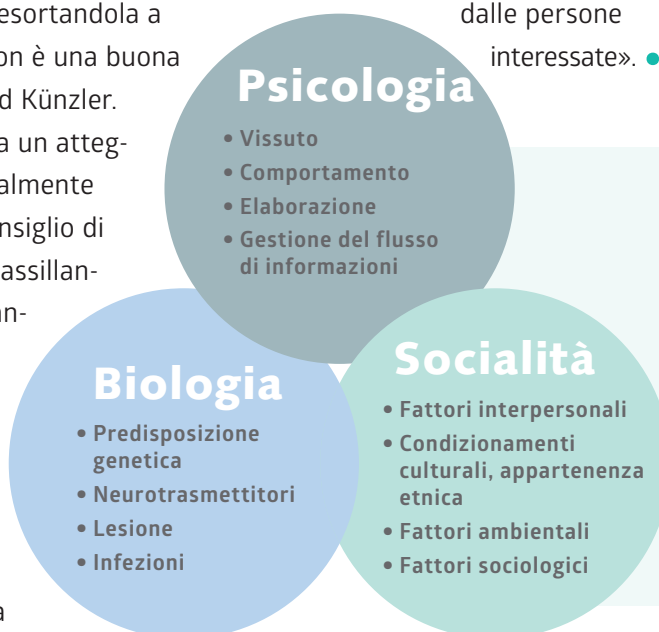 esortandola a
on è una buona
d Künzler.
a un atteg-
almente
nsiglio di
assillan-
n-
a
dalle persone
interessate». ●
Psicologia
• Vissuto
• Comportamento
• Elaborazione
• Gestione del flusso
di informazioni
Biologia
• Predisposizione
genetica
• Neurotrasmettitori
• Lesione
• Infezioni
Socialità
• Fattori interpersonali
• Condizionamenti
culturali, appartenenza
etnica
• Fattori ambientali
• Fattori sociologici